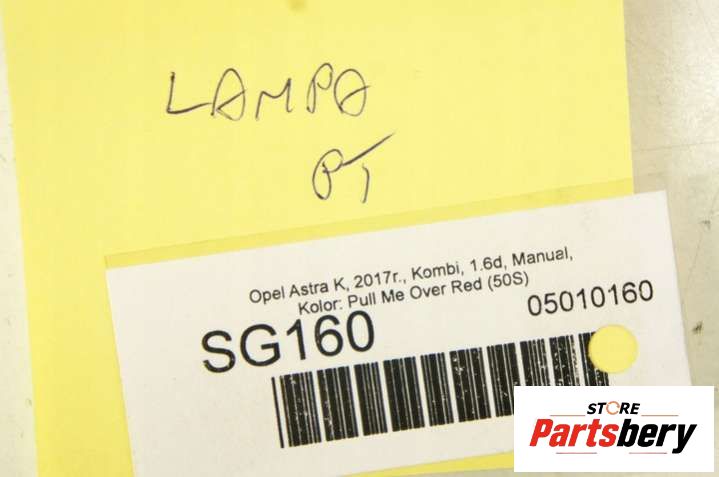 LAMPA
PT
Opel Astra K, 2017r., Kombi, 1.6d, Manual,
Kolor: Pull Me Over Red (50S)
SG160
05010160
STORE
Partsbery